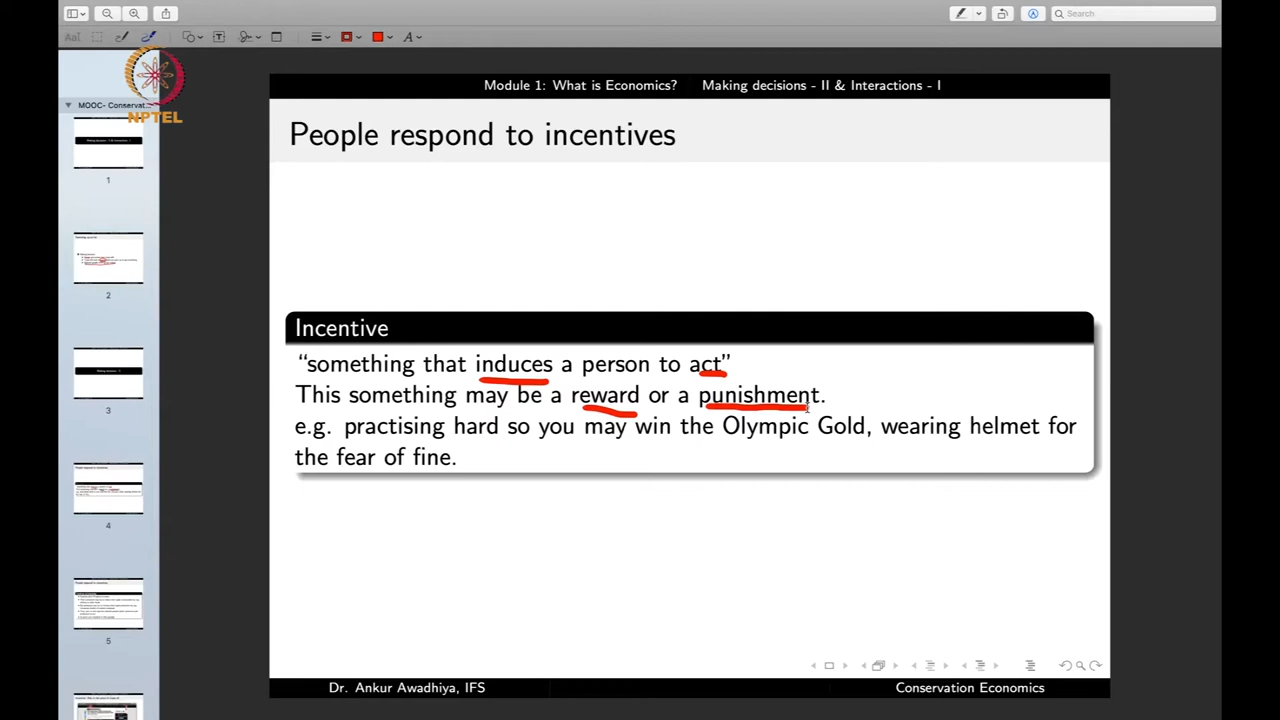 Search
NPTEL
MOOC- Conservat...
1
2
3
4
5
Module 1: What is Economics? Making decisions - II & Interactions - I
People respond to incentives
Incentive
“something that induces a person to act”
This something may be a reward or a punishment.
e.g. practising hard so you may win the Olympic Gold, wearing helmet for
the fear of fine.
Dr. Ankur Awadhiya, IFS Conservation Economics